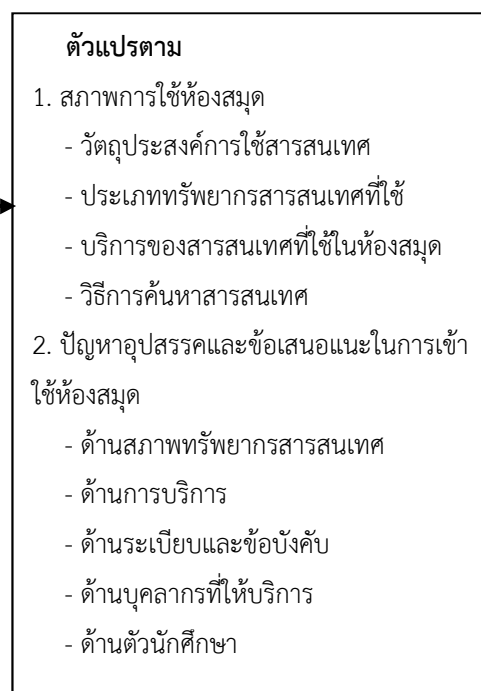 ตัวแปรตาม
1. สภาพการใช้ห้องสมุด
- วัตถุประสงค์การใช้สารสนเทศ
- ประเภททรัพยากรสารสนเทศที่ใช้
- บริการของสารสนเทศที่ใช้ในห้องสมุด
- วิธีการค้นหาสารสนเทศ
2. ปัญหาอุปสรรคและข้อเสนอแนะในการเข้า
ใช้ห้องสมุด
- ด้านสภาพทรัพยากรสารสนเทศ
- ด้านการบริการ
- ด้านระเบียบและข้อบังคับ
- ด้านบุคลากรที่ให้บริการ
- ด้านตัวนักศึกษา